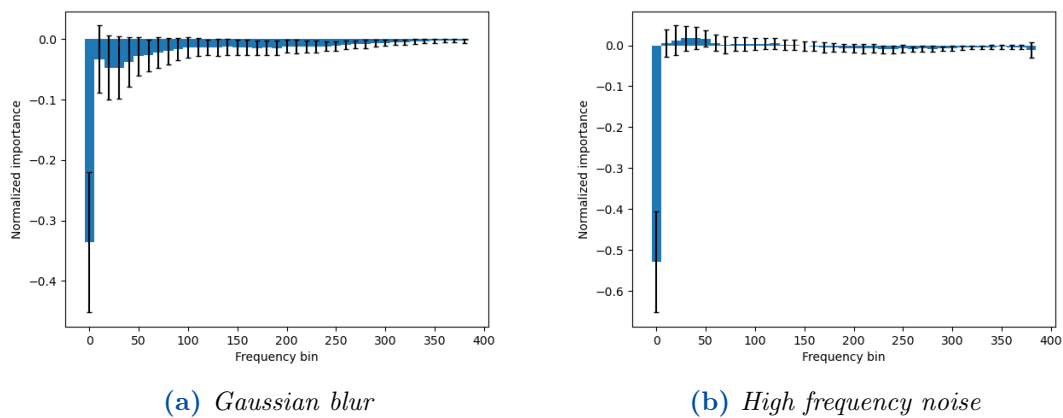 0.0
−0.1
−0.2
−0.3
−0.4
Normalized importance
0 50 100 150 200 250 300 350 400
Frequency bin
(a) Gaussian blur
0.0
−0.1
−0.2
−0.3
−0.4
−0.5
−0.6
Normalized importance
0 50 100 150 200 250 300 350 400
Frequency bin
(b) High frequency noise